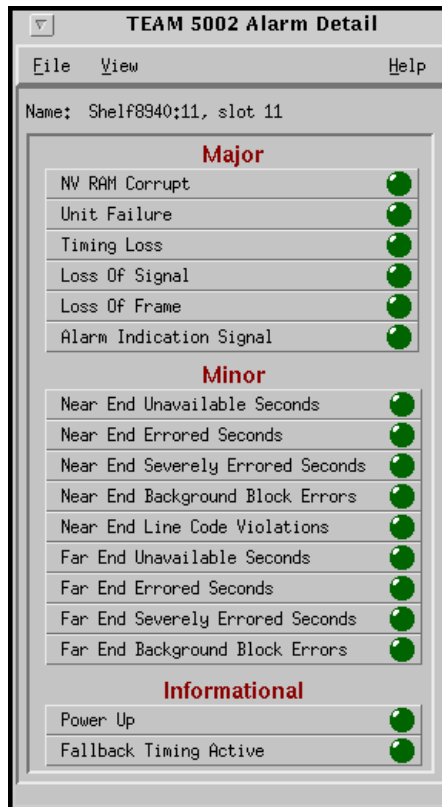 TEAM 5002 Alarm Detail
File View Help
Name: Shelf8940:11, slot 11
Major
NV RAM Corrupt
Unit Failure
Timing Loss
Loss Of Signal
Loss Of Frame
Alarm Indication Signal
Minor
Near End Unavailable Seconds
Near End Errored Seconds
Near End Severely Errored Seconds
Near End Background Block Errors
Near End Line Code Violations
Far End Unavailable Seconds
Far End Errored Seconds
Far End Severely Errored Seconds
Far End Background Block Errors
Informational
Power Up
Fallback Timing Active